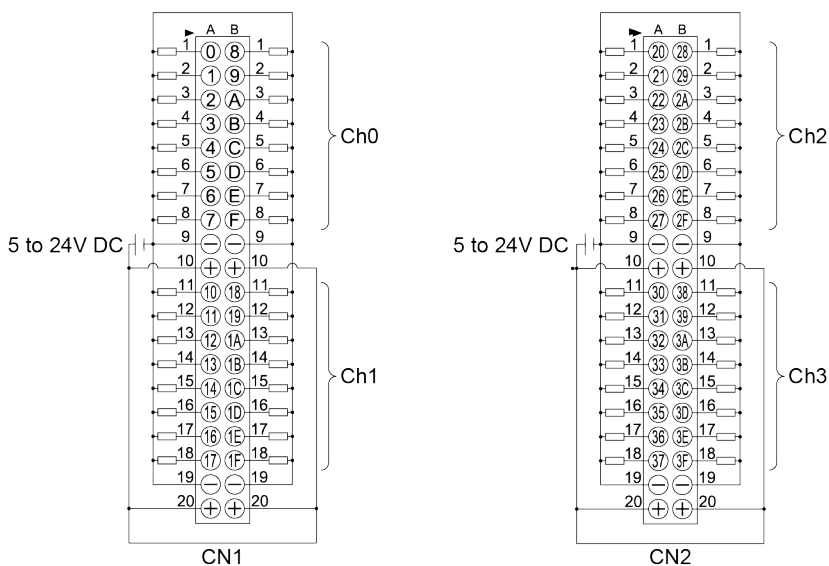 A B A B
1 0 8 1 1 20 28 1
2 1 9 2 2 21 29 2
3 2 A 3 3 22 2A 3
4 3 B 4 4 23 2B 4
5 4 C 5 Ch0 5 24 2C 5 Ch2
6 5 D 6 6 25 2D 6
7 6 E 7 7 26 2E 7
8 7 F 8 8 27 2F 8
5 to 24V DC 9 − − 9 5 to 24V DC 9 − − 9
10 + + 10 10 + + 10
11 10 18 11 11 30 38 11
12 11 19 12 12 31 39 12
13 12 1A 13 13 32 3A 13
14 13 1B 14 14 33 3B 14
15 14 1C 15 Ch1 15 34 3C 15 Ch3
16 15 1D 16 16 35 3D 16
17 16 1E 17 17 36 3E 17
18 17 1F 18 18 37 3F 18
19 − − 19 19 − − 19
20 + + 20 20 + + 20
CN1 CN2